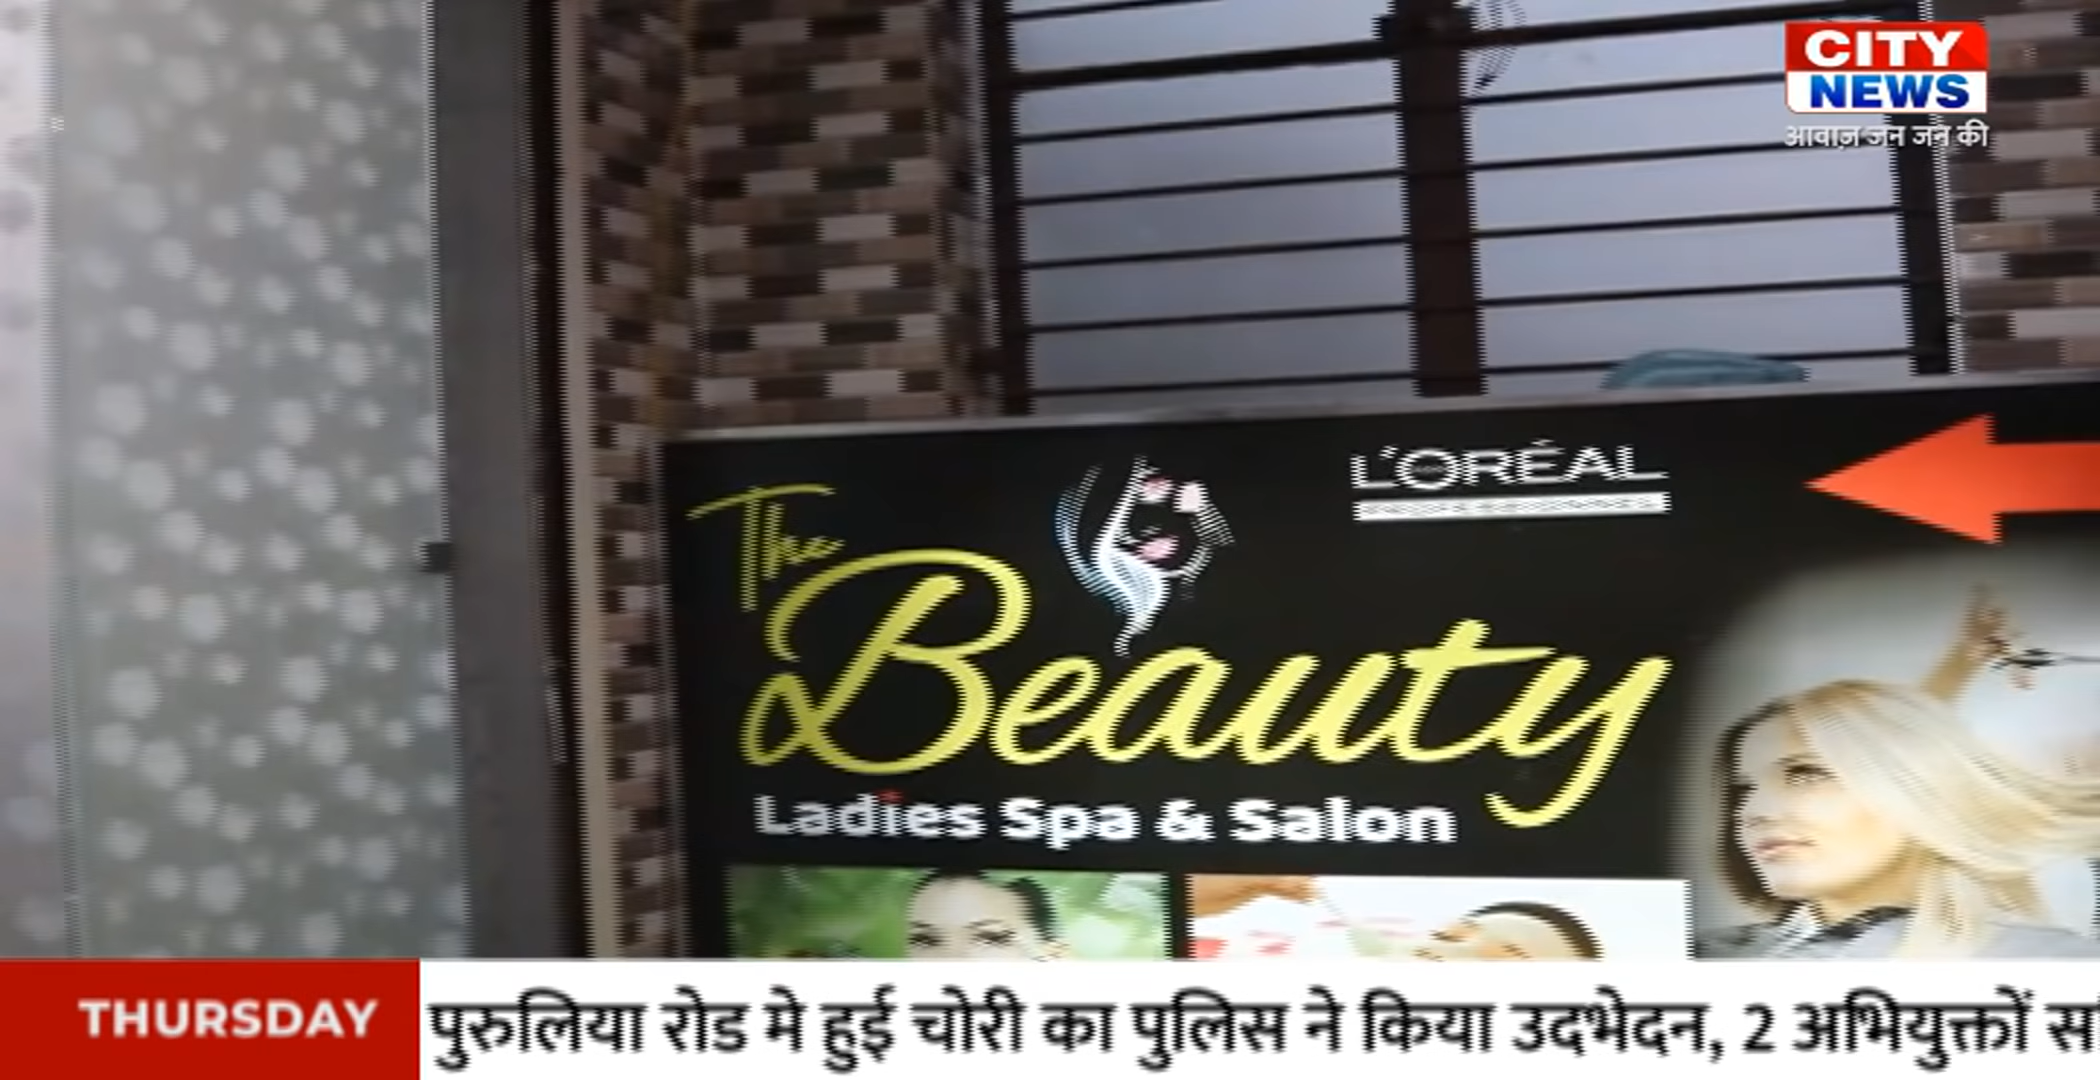 CITY
NEWS
आवाज़ जन जन की
L'ORÉAL
The
Beauty
Ladies Spa & Salon
THURSDAY
पुरुलिया रोड मे हुई चोरी का पुलिस ने किया उदभेदन, 2 अभियुक्तों स